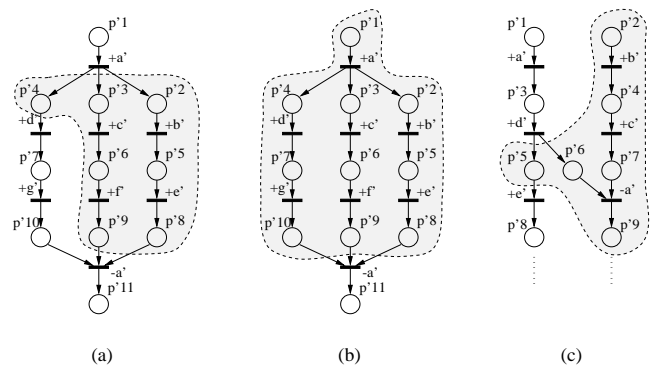 p'1 p'1 p'1 p'2
+a' +a' +a' +b'
p'4 p'3 p'2 p'4 p'3 p'2 p'3 p'4
+d' +c' +b' +d' +c' +b' +d' +c'
p'7 p'6 p'5 p'7 p'6 p'5 p'5 p'6 p'7
+g' +f' +e' +g' +f' +e' +e' -a'
p'10 p'9 p'8 p'10 p'9 p'8 p'8 p'9
-a' -a'
p'11 p'11
(a) (b) (c)